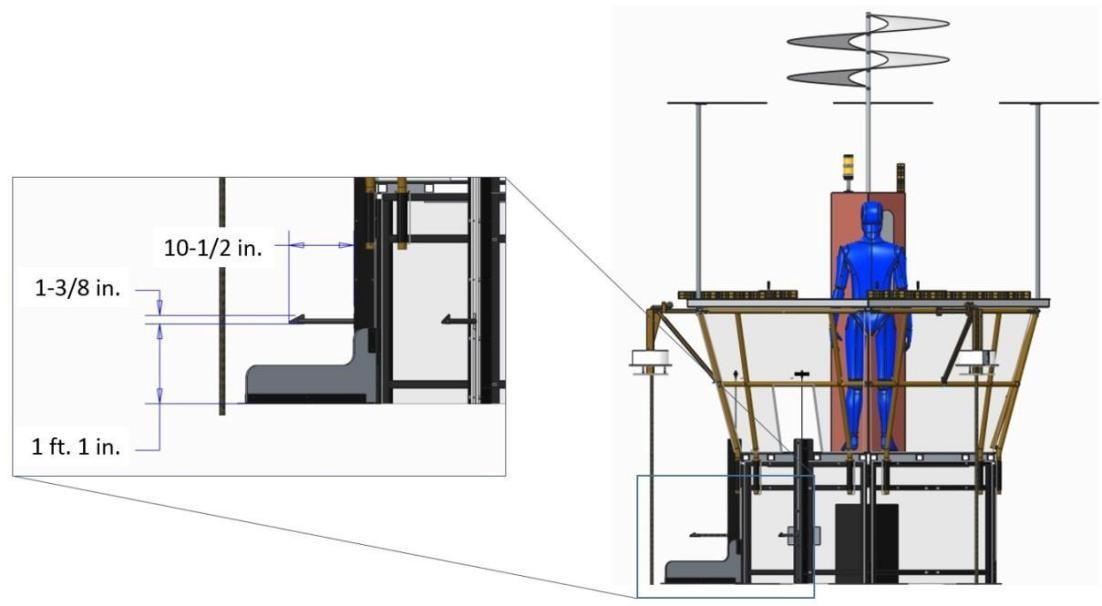 10-1/2 in.
1-3/8 in.
1 ft. 1 in.